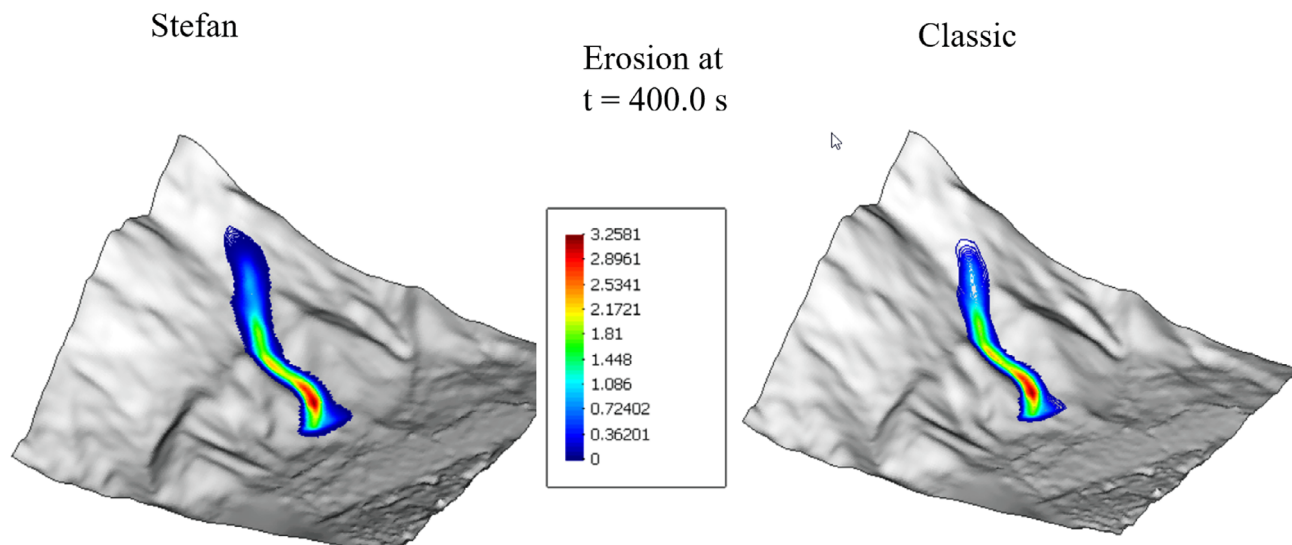 Stefan
Classic
Erosion at
t = 400.0 s
3.2581
2.8961
2.5341
2.1721
1.81
1.448
1.086
0.72402
0.36201
0